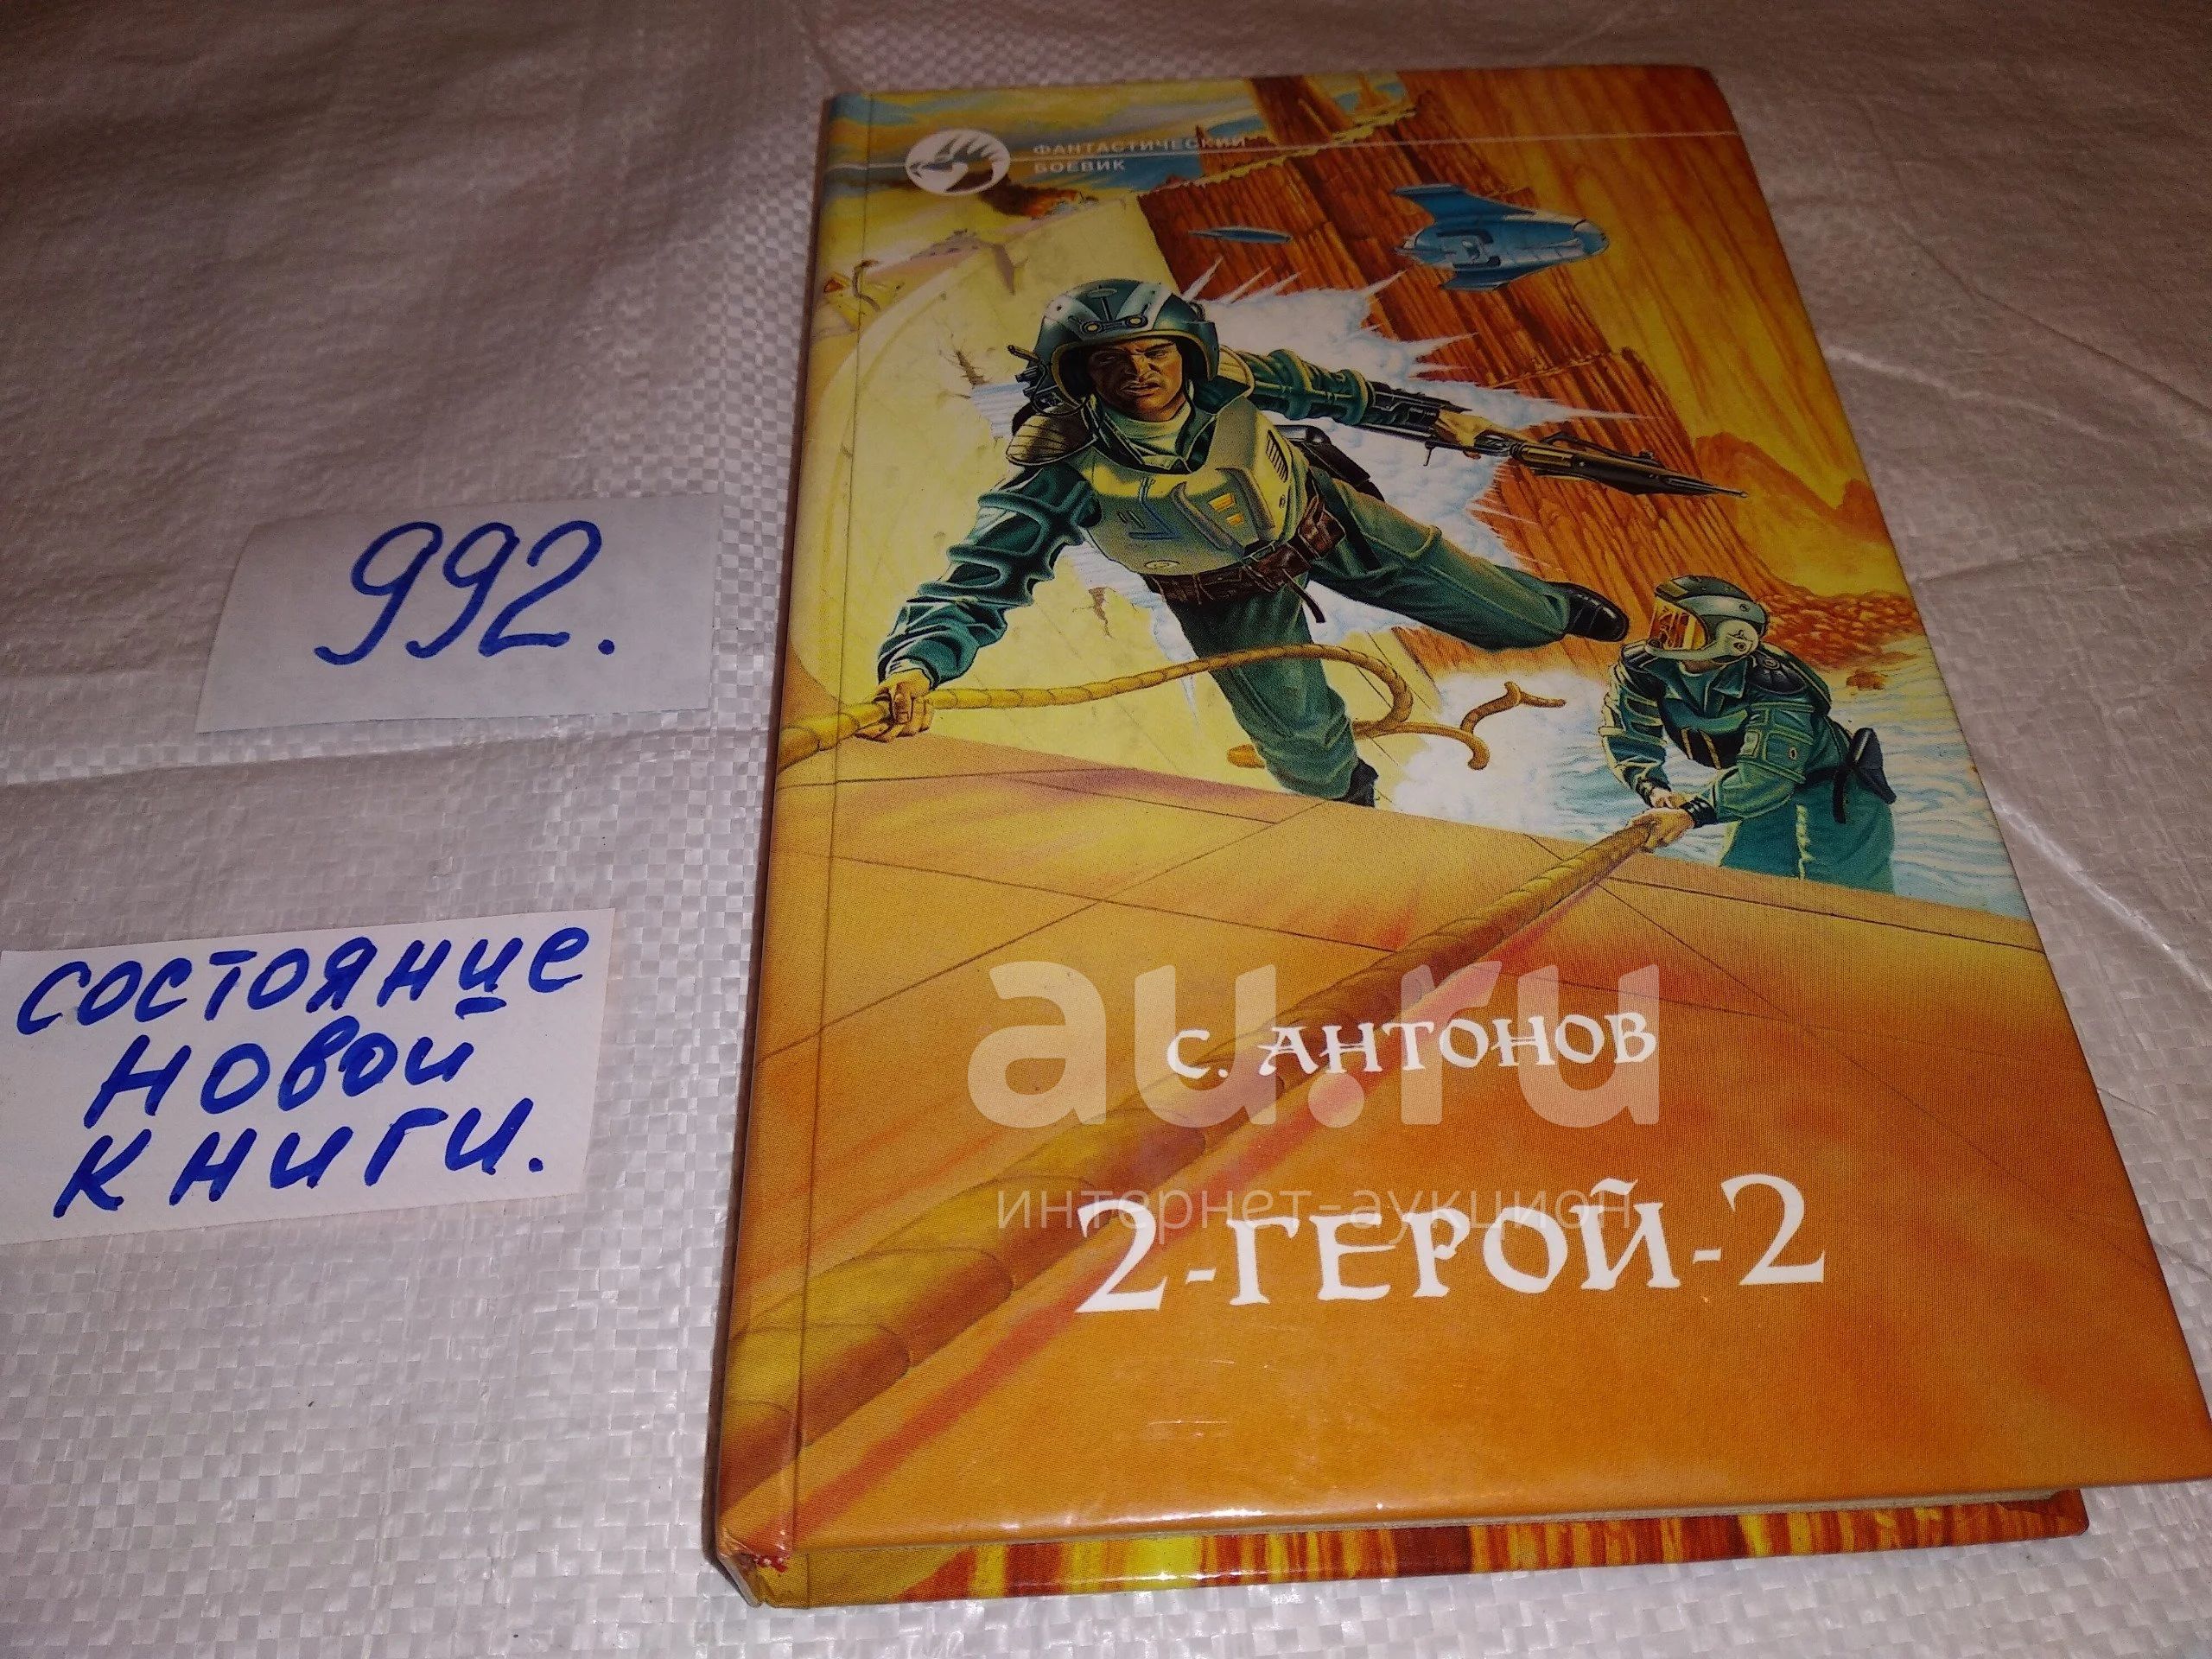 ФАНТАСТИЧЕСКИЙ
БОЕВИК
992.
состояние
новой
книги.
au.ru
С. АНТОНОВ
интернет-аукцион
2-ГЕРОЙ-2